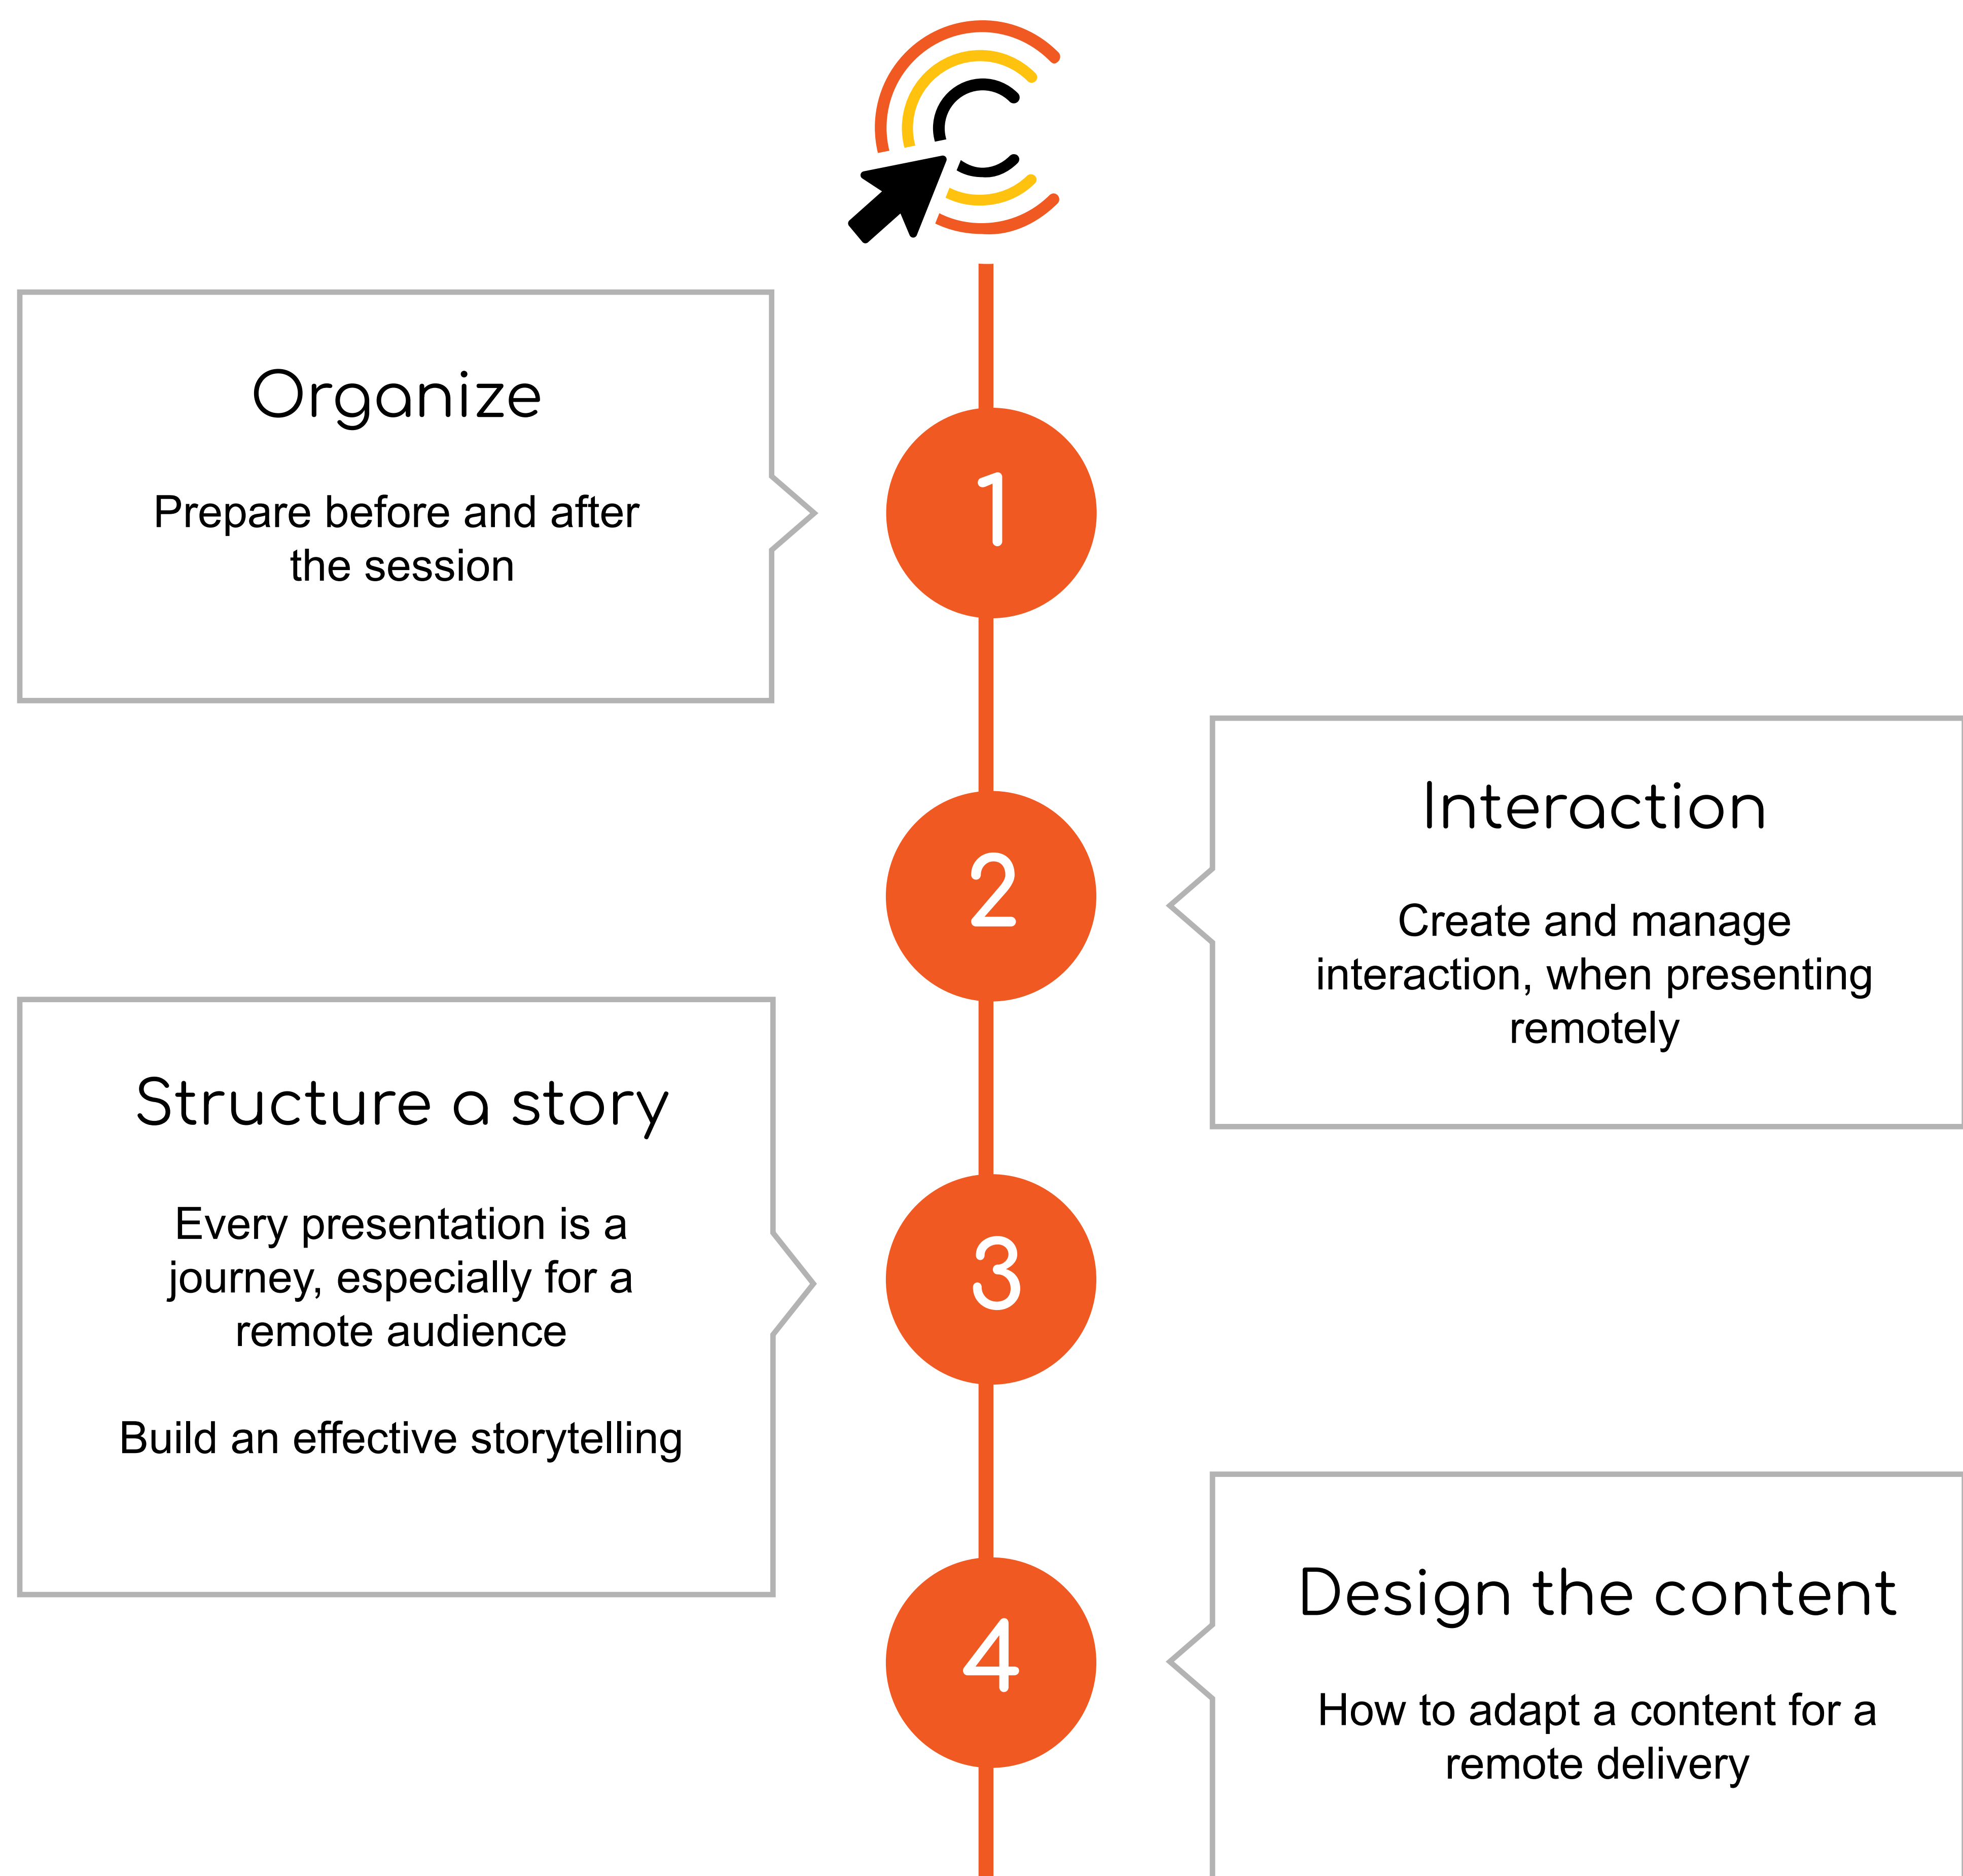 Organize
Prepare before and after
the session
1
2
Interaction
Create and manage
interaction, when presenting
remotely
Structure a story
Every presentation is a
journey, especially for a
remote audience
Build an effective storytelling
3
4
Design the content
How to adapt a content for a
remote delivery